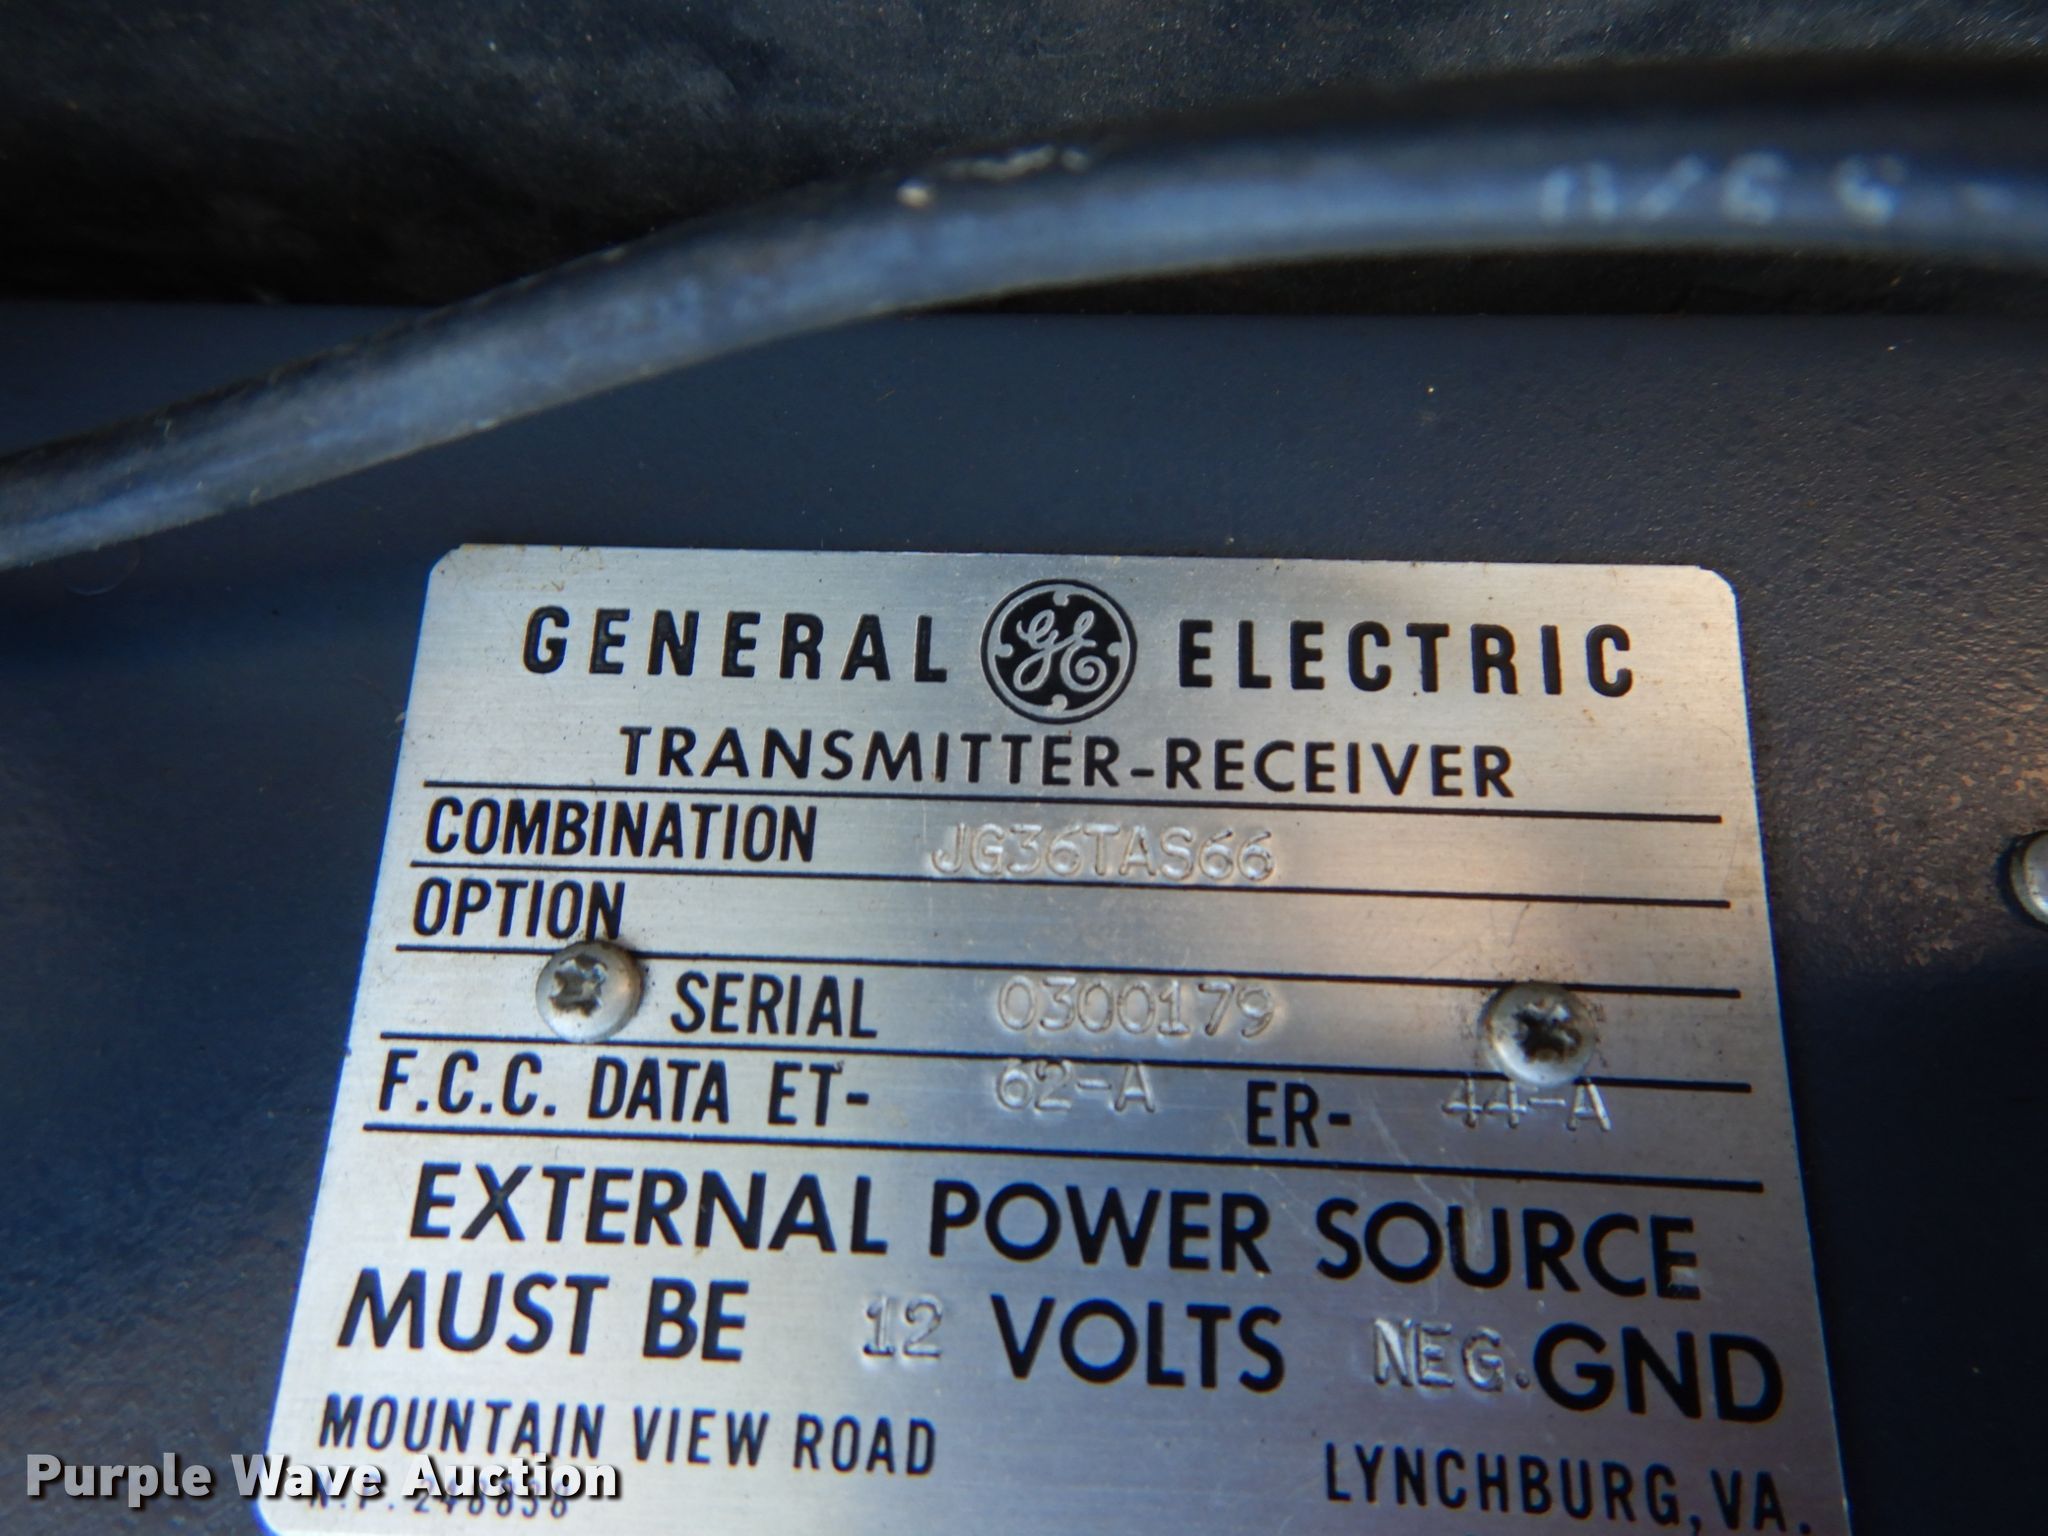 GENERAL GE ELECTRIC
TRANSMITTER-RECEIVER
COMBINATION JG36TAS66
OPTION
SERIAL 0300179
F.C.C. DATA ET- 62-A ER- 44-A
EXTERNAL POWER SOURCE
MUST BE 12 VOLTS NEG. GND
MOUNTAIN VIEW ROAD
LYNCHBURG, VA.
Purple Wave Auction